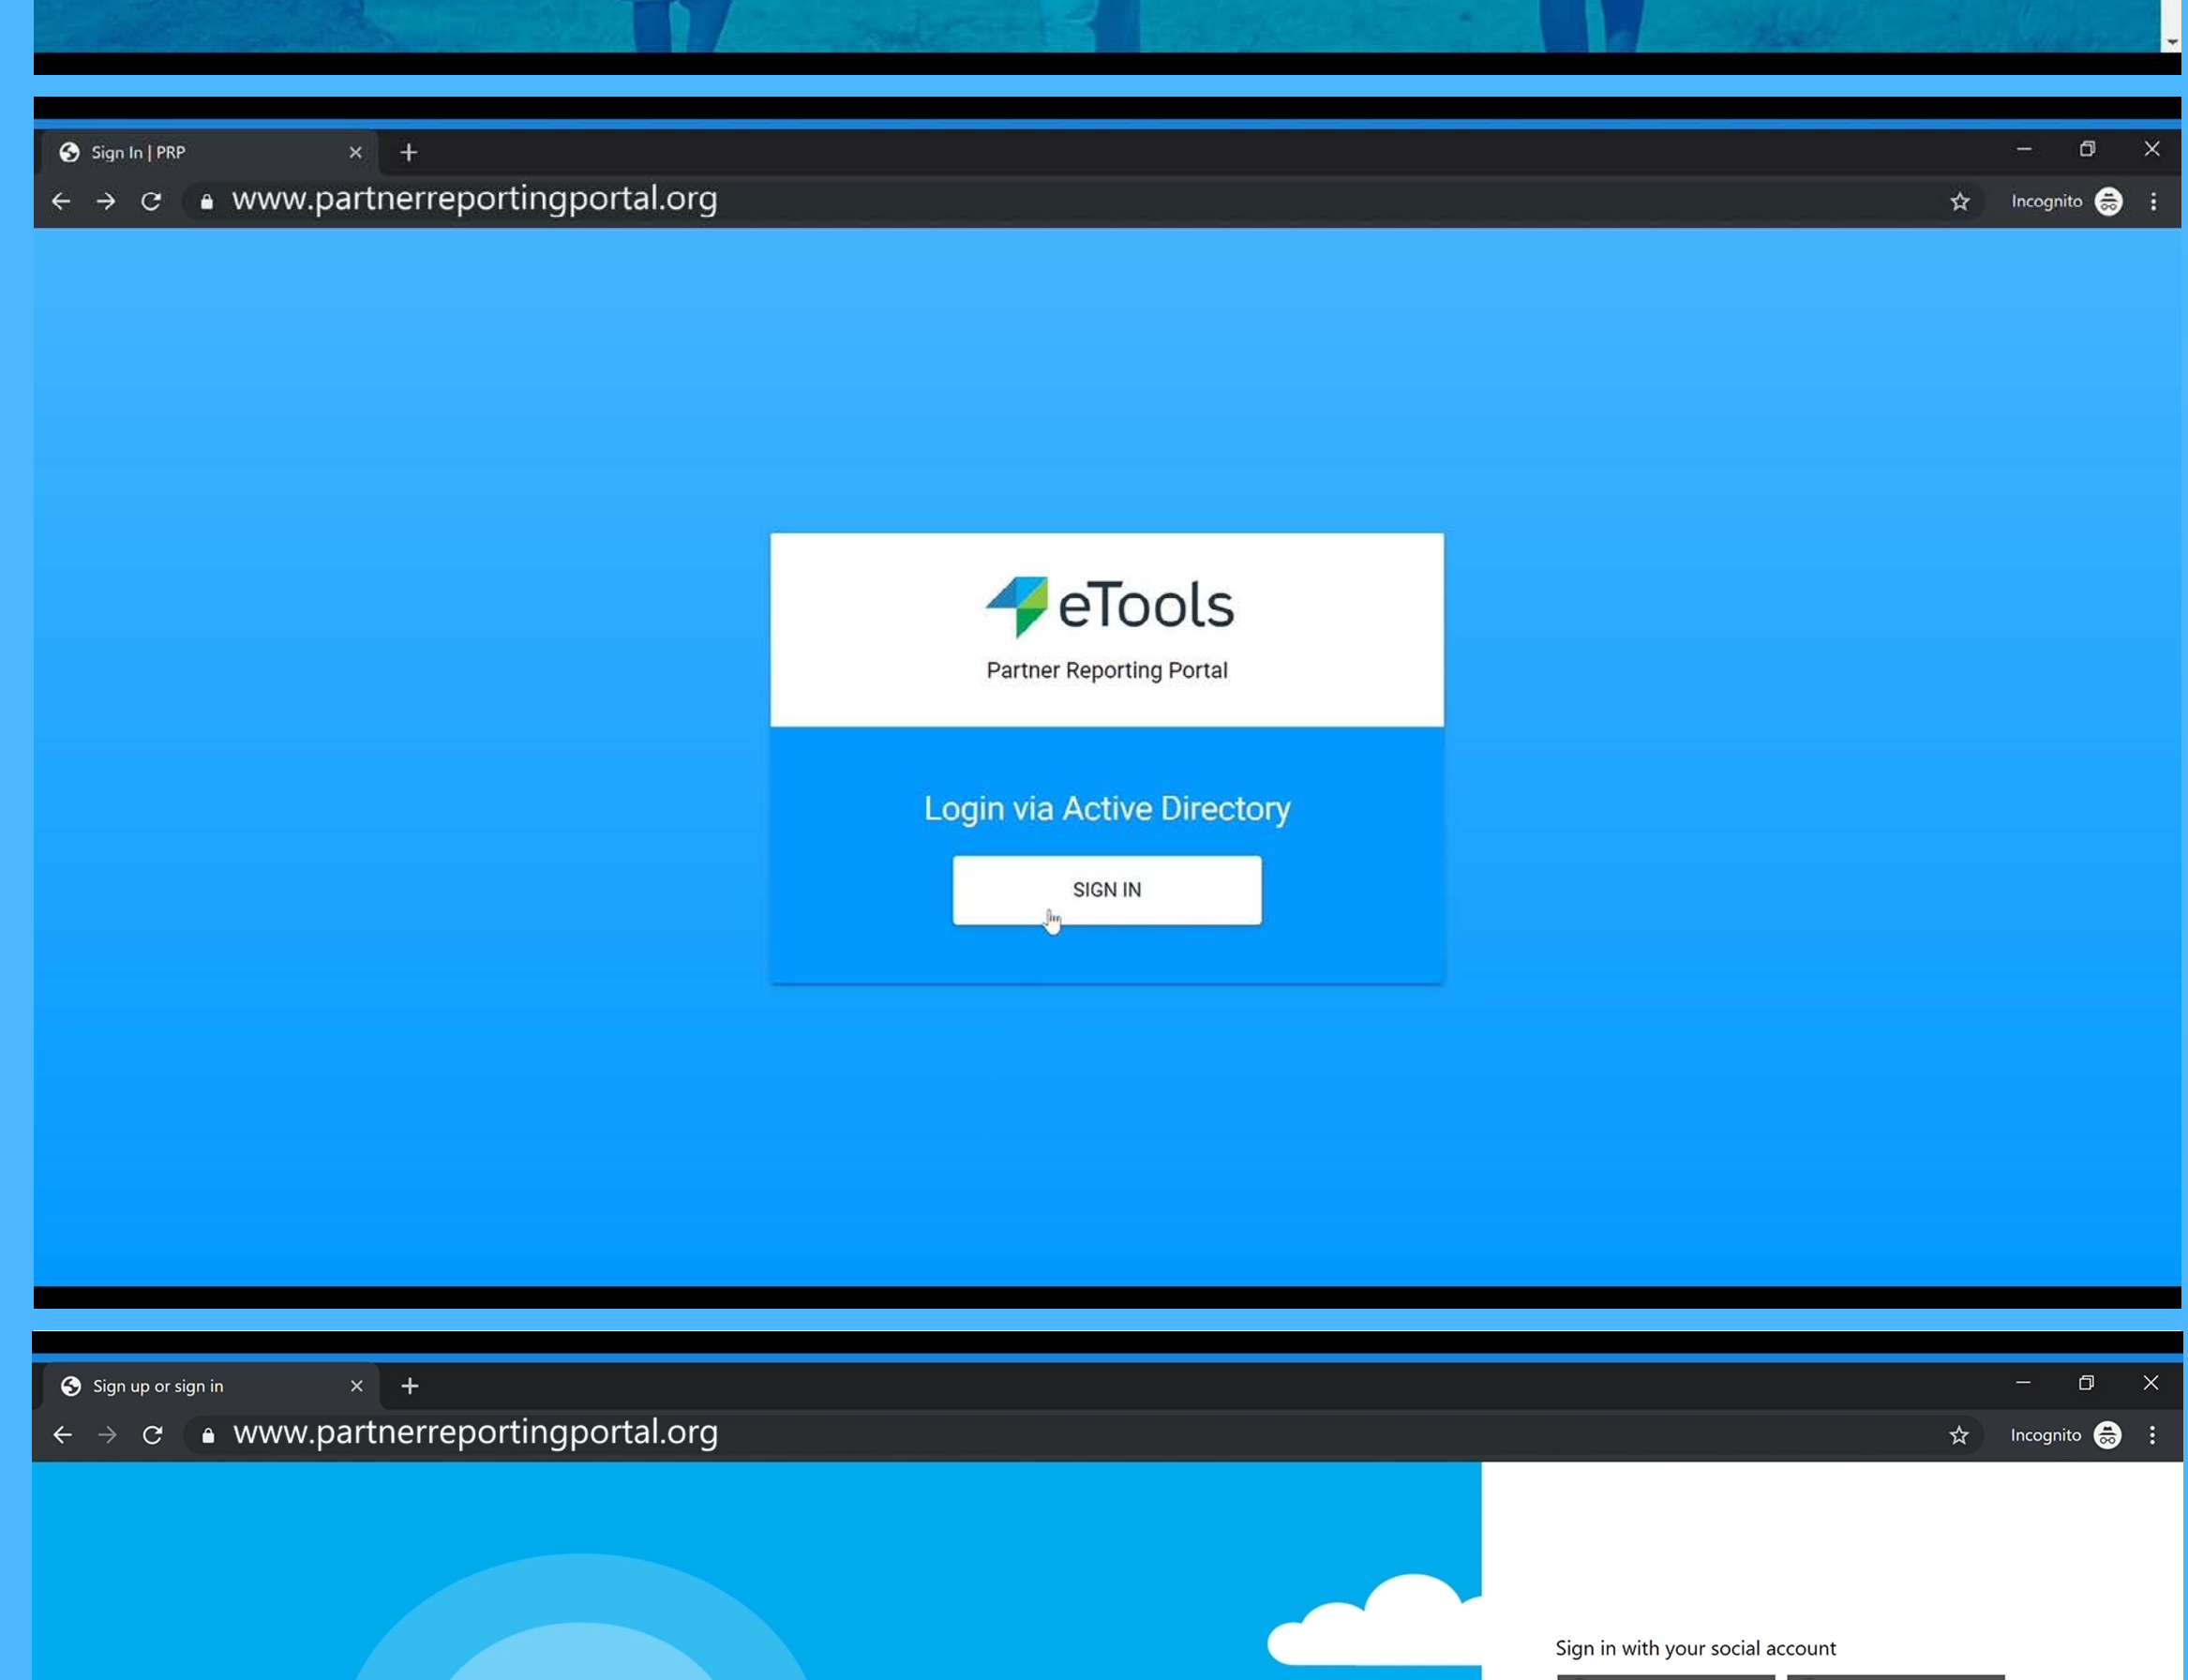 Sign In | PRP
www.partnerreportingportal.org
Incognito
eTools
Partner Reporting Portal
Login via Active Directory
SIGN IN
Sign up or sign in
www.partnerreportingportal.org
Incognito
Sign in with your social account